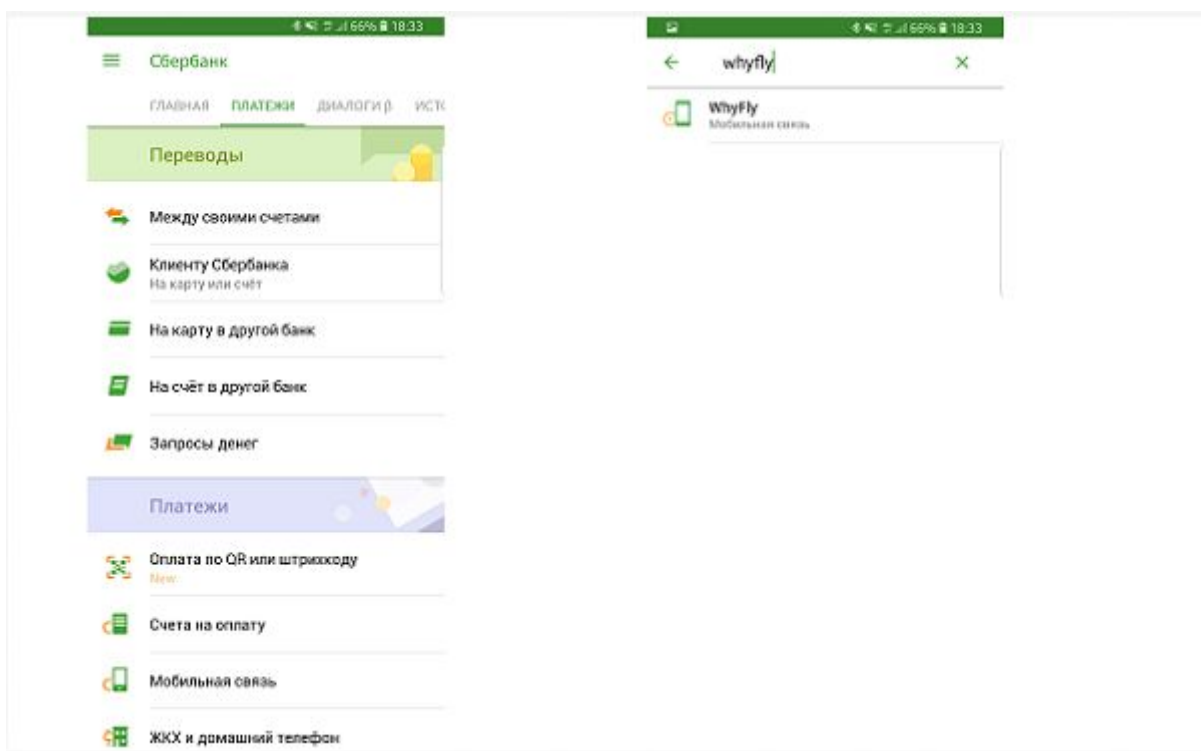 66% 18:33
Сбербанк
ГЛАВНАЯ ПЛАТЕЖИ ДИАЛОГИ β ИСТО
Переводы
Между своими счетами
Клиенту Сбербанка
На карту или счёт
На карту в другой банк
На счёт в другой банк
Запросы денег
Платежи
Оплата по QR или штрихкоду
New
Счета на оплату
Мобильная связь
ЖКХ и домашний телефон
66% 18:33
whyfly
WhyFly
Мобильная связь